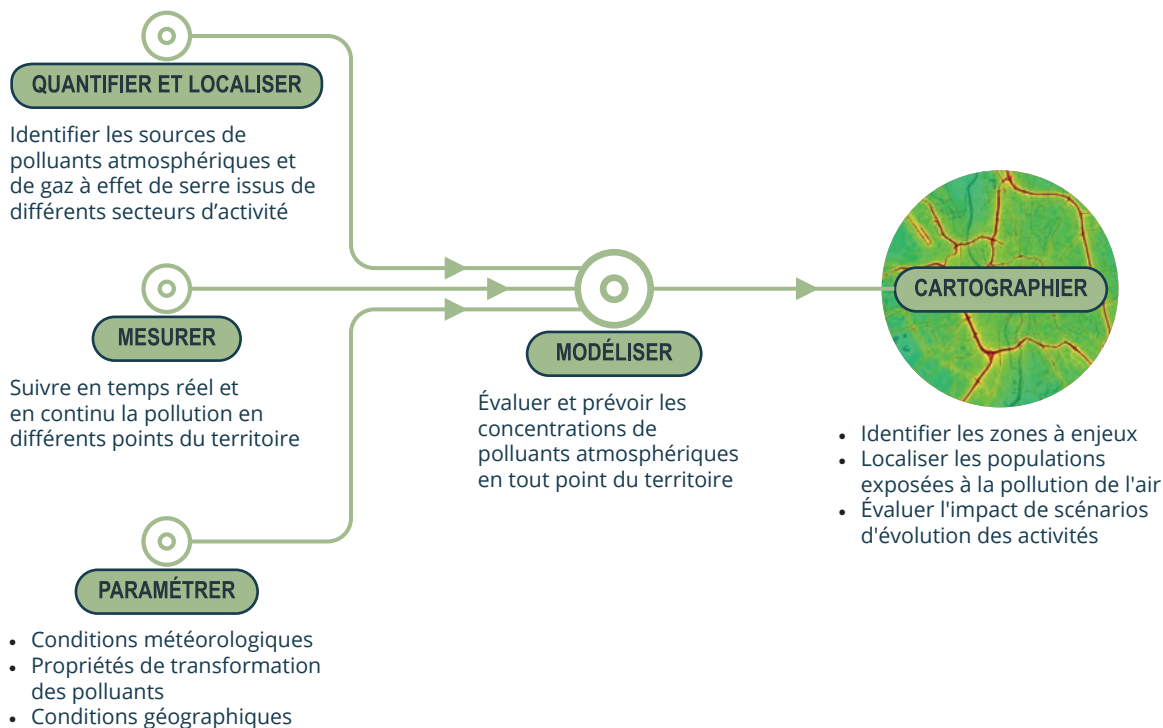 QUANTIFIER ET LOCALISER
Identifier les sources de
polluants atmosphériques et
de gaz à effet de serre issus de
différents secteurs d’activité
MESURER
Suivre en temps réel et
en continu la pollution en
différents points du territoire
PARAMÉTRER
• Conditions météorologiques
• Propriétés de transformation
des polluants
• Conditions géographiques
MODÉLISER
Évaluer et prévoir les
concentrations de
polluants atmosphériques
en tout point du territoire
CARTOGRAPHIER
• Identifier les zones à enjeux
• Localiser les populations
exposées à la pollution de l'air
• Évaluer l'impact de scénarios
d'évolution des activités